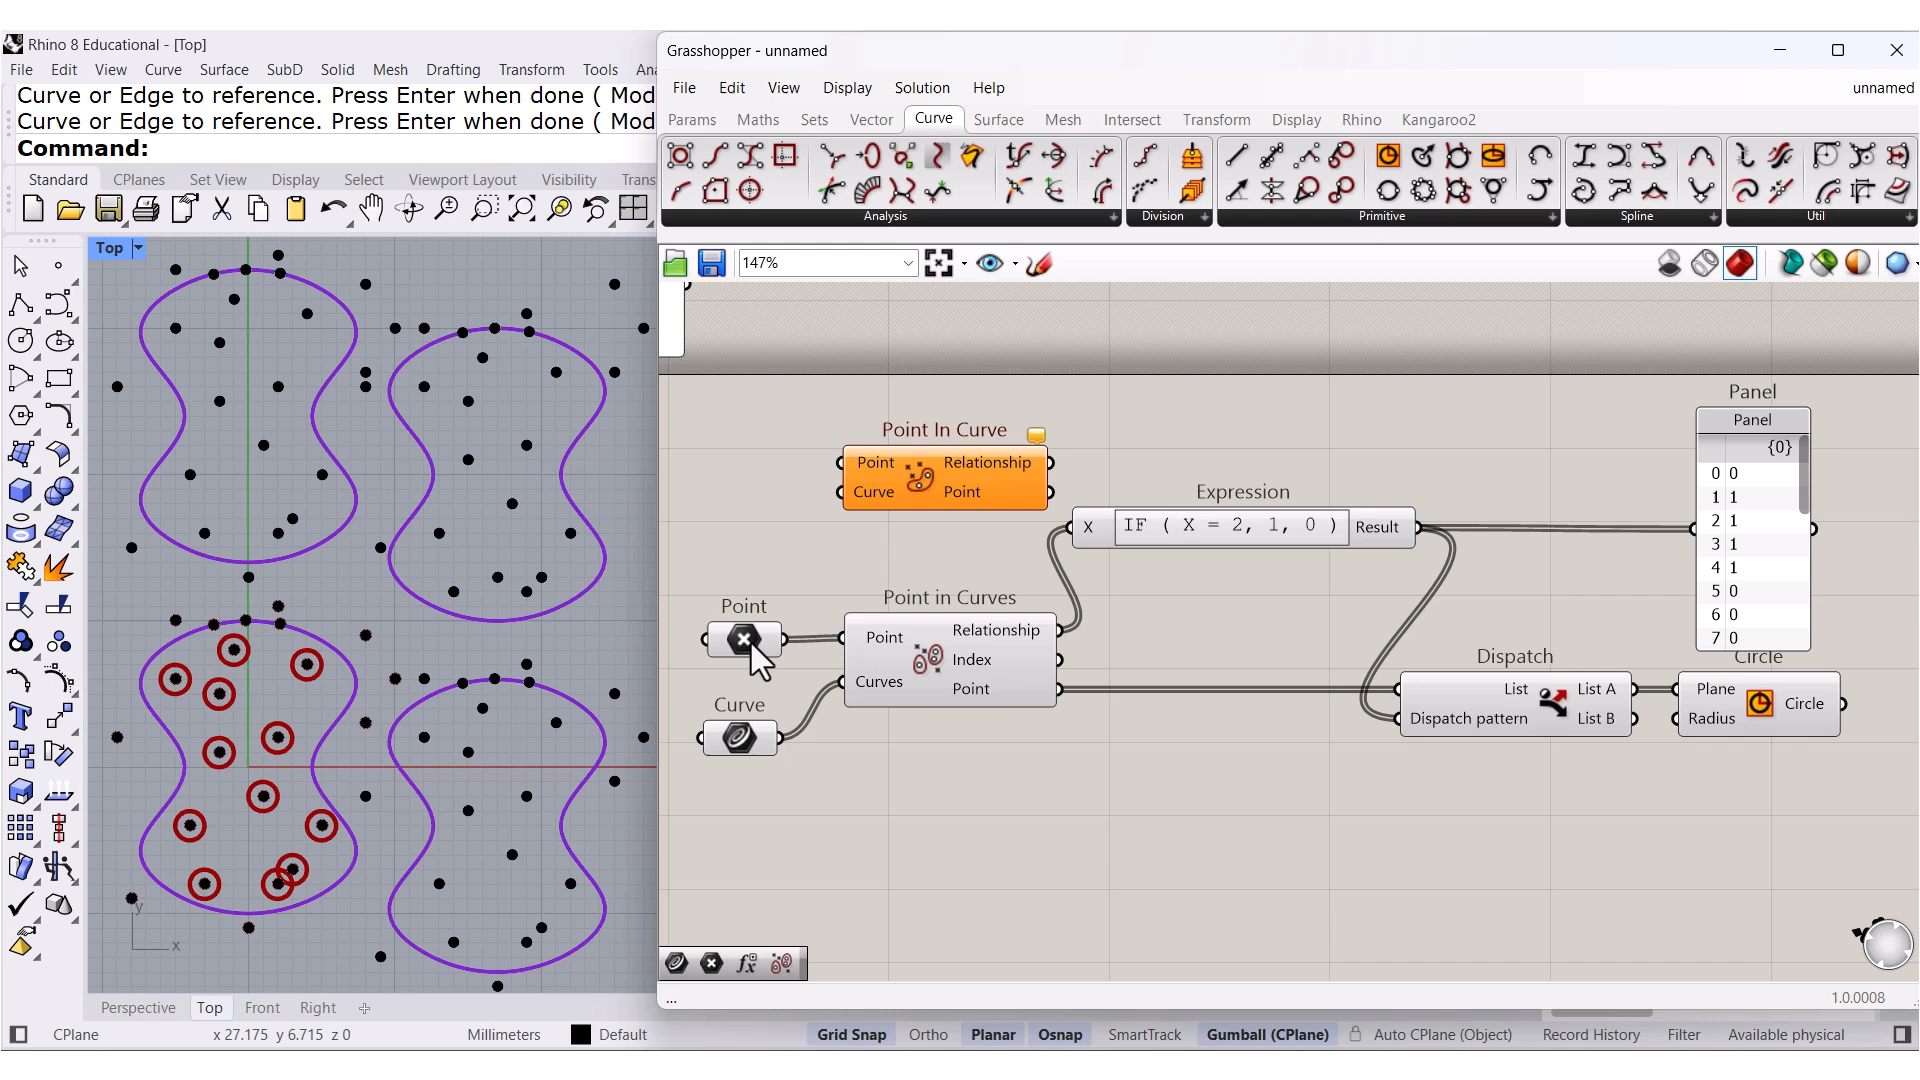 Rhino 8 Educational - [Top]
File Edit View Curve Surface SubD Solid Mesh Drafting Transform Tools Ana
Curve or Edge to reference. Press Enter when done ( Mod
Curve or Edge to reference. Press Enter when done ( Mod
Command:
Standard CPlanes Set View Display Select Viewport Layout Visibility Trans
Top
y
x
Perspective Top Front Right
Grasshopper - unnamed
File Edit View Display Solution Help
unnamed
Params Maths Sets Vector Curve Surface Mesh Intersect Transform Display Rhino Kangaroo2
Analysis Division Primitive Spline Util
147%
Point In Curve
Point Relationship
Curve Point
Expression
X IF ( X = 2, 1, 0 ) Result
Panel
Panel
{0}
0 0
1 1
2 1
3 1
4 1
5 0
6 0
7 0
Point
Curve
Point in Curves
Point Relationship
Index
Curves Point
Dispatch
List List A
Dispatch pattern List B
Circle
Plane Circle
Radius
...
1.0.0008
CPlane x 27.175 y 6.715 z 0 Millimeters Default Grid Snap Ortho Planar Osnap SmartTrack Gumball (CPlane) Auto CPlane (Object) Record History Filter Available physical